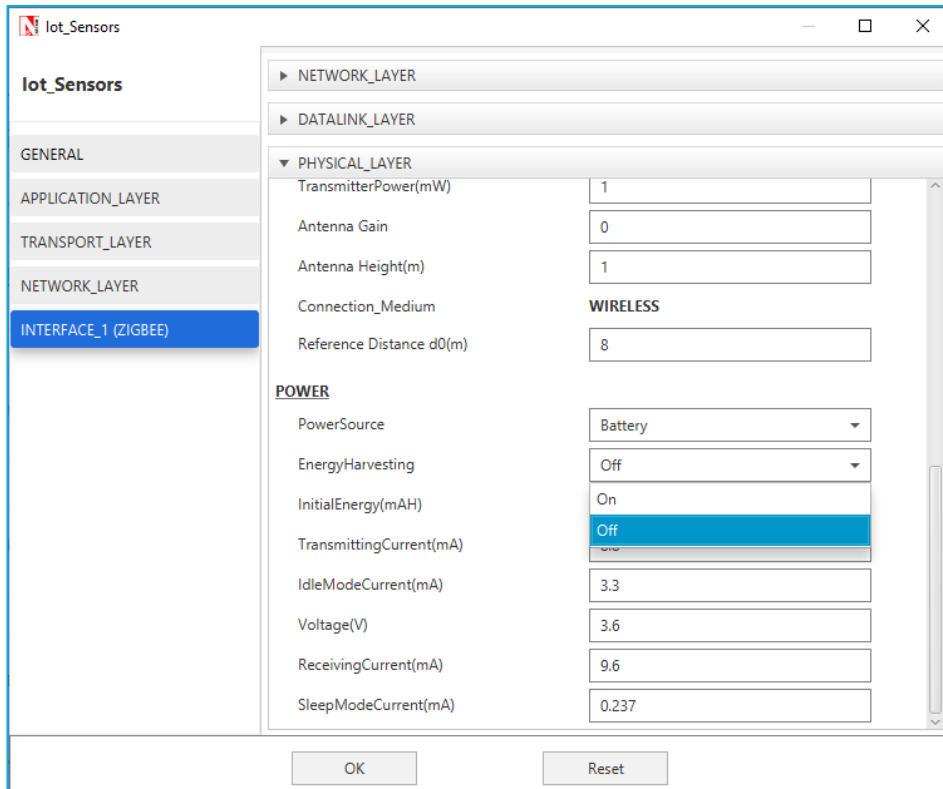 Iot_Sensors
Iot_Sensors
GENERAL
APPLICATION_LAYER
TRANSPORT_LAYER
NETWORK_LAYER
INTERFACE_1 (ZIGBEE)
NETWORK_LAYER
DATALINK_LAYER
PHYSICAL_LAYER
TransmitterPower(mW) 1
Antenna Gain 0
Antenna Height(m) 1
Connection_Medium WIRELESS
Reference Distance d0(m) 8
POWER
PowerSource Battery
EnergyHarvesting Off
On
Off
InitialEnergy(mAH)
TransmittingCurrent(mA)
IdleModeCurrent(mA) 3.3
Voltage(V) 3.6
ReceivingCurrent(mA) 9.6
SleepModeCurrent(mA) 0.237
OK Reset